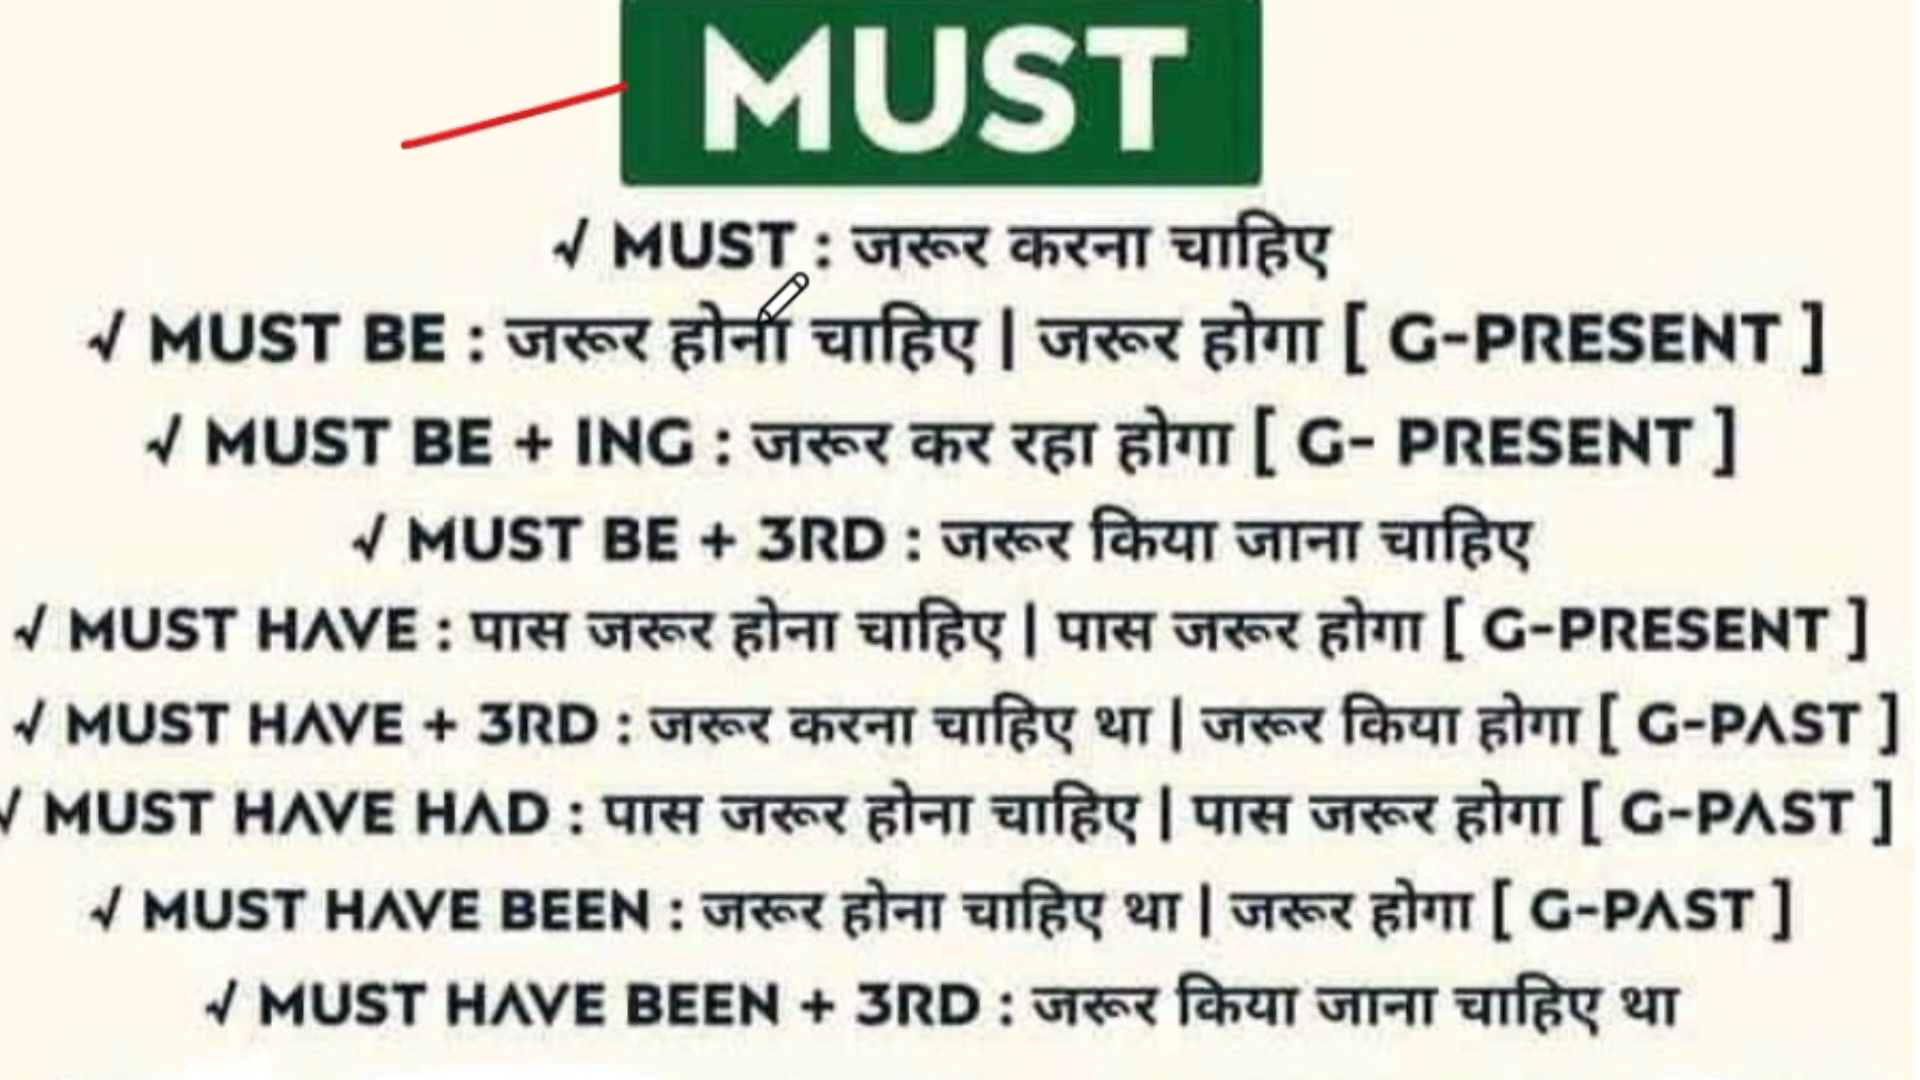 MUST
√ MUST : जरूर करना चाहिए
√ MUST BE : जरूर होना चाहिए | जरूर होगा [ G-PRESENT ]
√ MUST BE + ING : जरूर कर रहा होगा [ G- PRESENT ]
√ MUST BE + 3RD : जरूर किया जाना चाहिए
√ MUST HAVE : पास जरूर होना चाहिए | पास जरूर होगा [ G-PRESENT ]
√ MUST HAVE + 3RD : जरूर करना चाहिए था | जरूर किया होगा [ G-PAST ]
√ MUST HAVE HAD : पास जरूर होना चाहिए | पास जरूर होगा [ G-PAST ]
√ MUST HAVE BEEN : जरूर होना चाहिए था | जरूर होगा [ G-PAST ]
√ MUST HAVE BEEN + 3RD : जरूर किया जाना चाहिए था